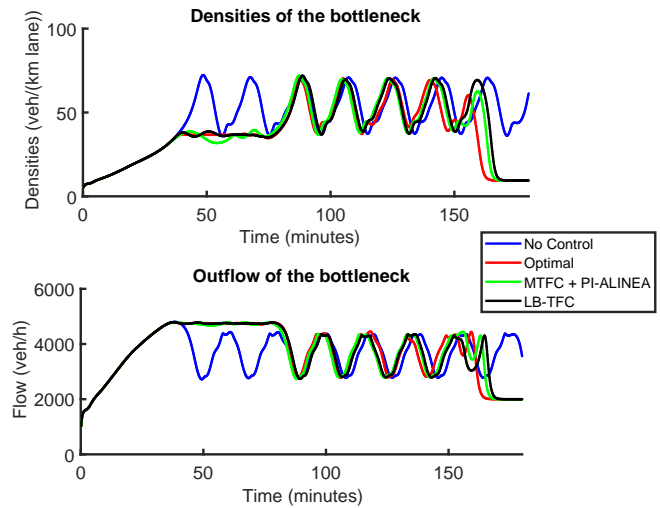 Densities of the bottleneck
Densities (veh/(km lane))
100
50
0
0
50
100
150
Time (minutes)
No Control
Optimal
MTFC + PI-ALINEA
LB-TFC
Outflow of the bottleneck
Flow (veh/h)
6000
4000
2000
0
0
50
100
150
Time (minutes)